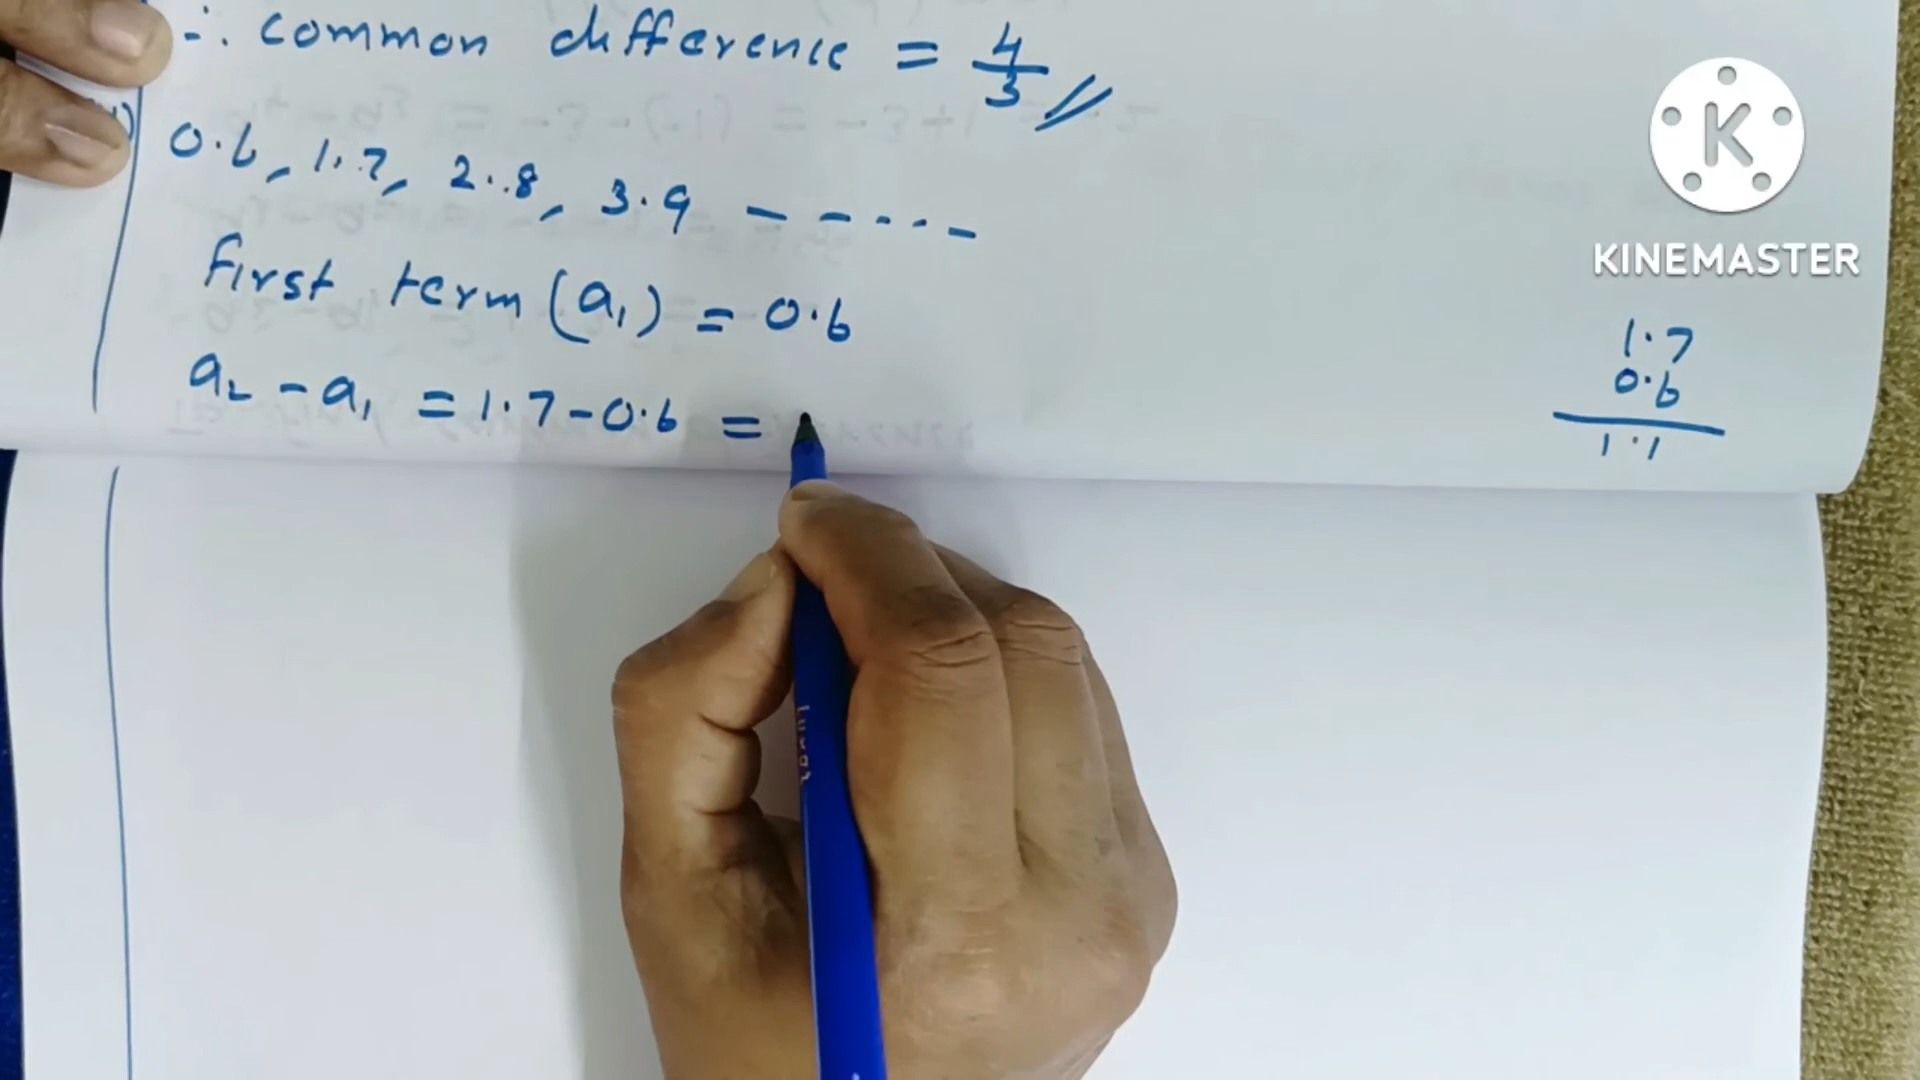 ∴ common difference = 4/3 //
0.6, 1.7, 2.8, 3.9 - - - - - -
First term (a₁) = 0.6
a₂ - a₁ = 1.7 - 0.6 =
KINEMASTER
1.7
0.6
1.1